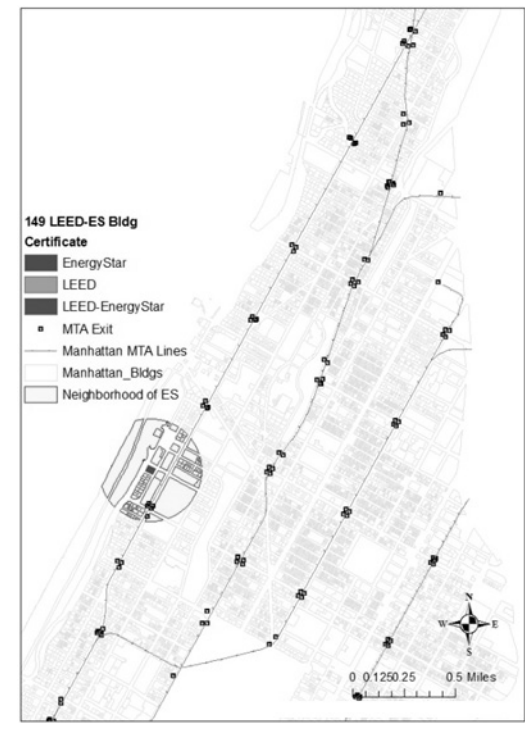 149 LEED-ES Bldg
Certificate
EnergyStar
LEED
LEED-EnergyStar
MTA Exit
Manhattan MTA Lines
Manhattan_Bldgs
Neighborhood of ES
N
W E
S
0 0.1250.25 0.5 Miles